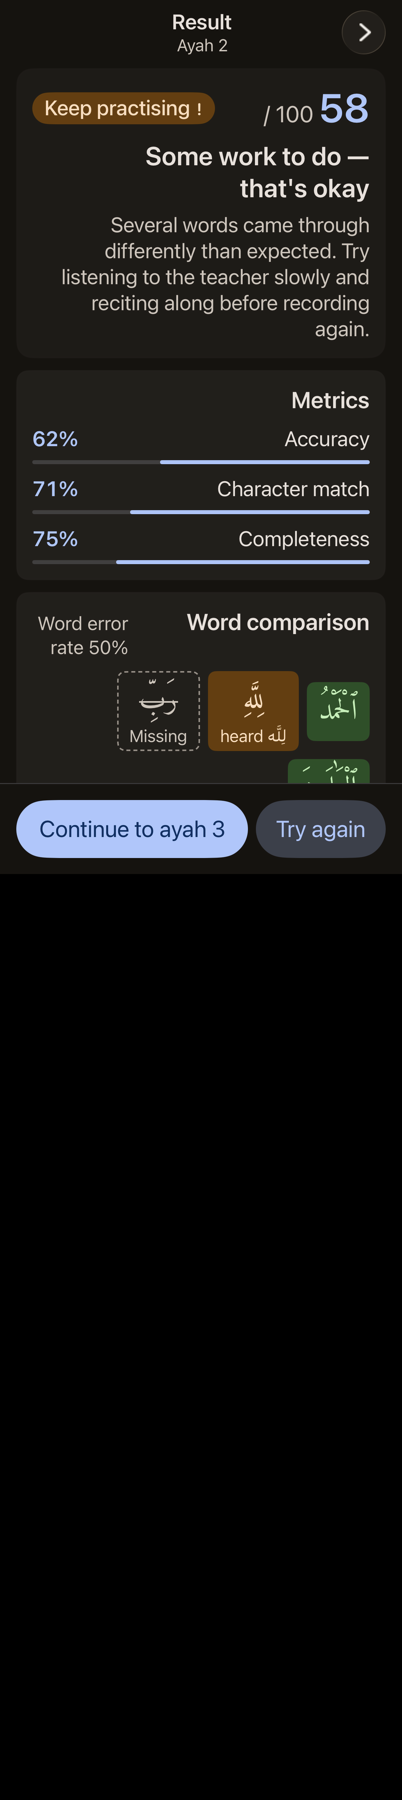 Result
Ayah 2
Keep practising !
/ 100 58
Some work to do —
that's okay
Several words came through
differently than expected. Try
listening to the teacher slowly and
reciting along before recording
again.
Metrics
62% Accuracy
71% Character match
75% Completeness
Word comparison
Word error
rate 50%
ٱلْحَمْدُ
لِلَّهِ
heard لِلَّه
رَبِّ
Missing
Continue to ayah 3
Try again